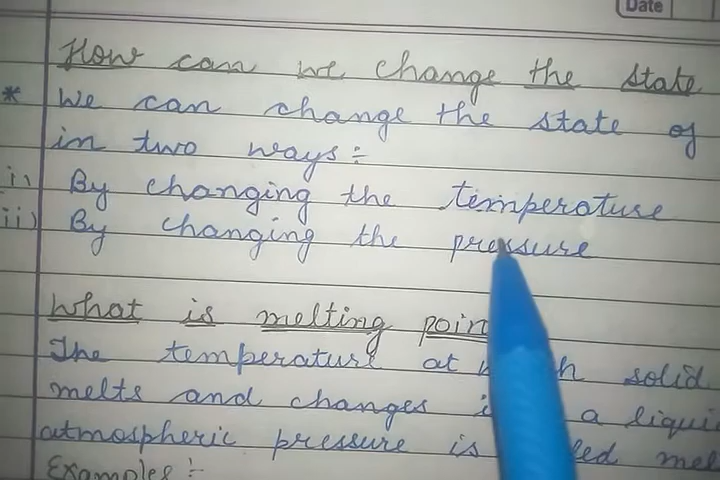 Date
How can we change the state
* We can change the state of
in two ways :-
i) By changing the temperature
ii) By changing the pressure
What is melting poin
The temperature at h solid
melts and changes i a liqui
atmospheric pressure is led mel
Examples :-